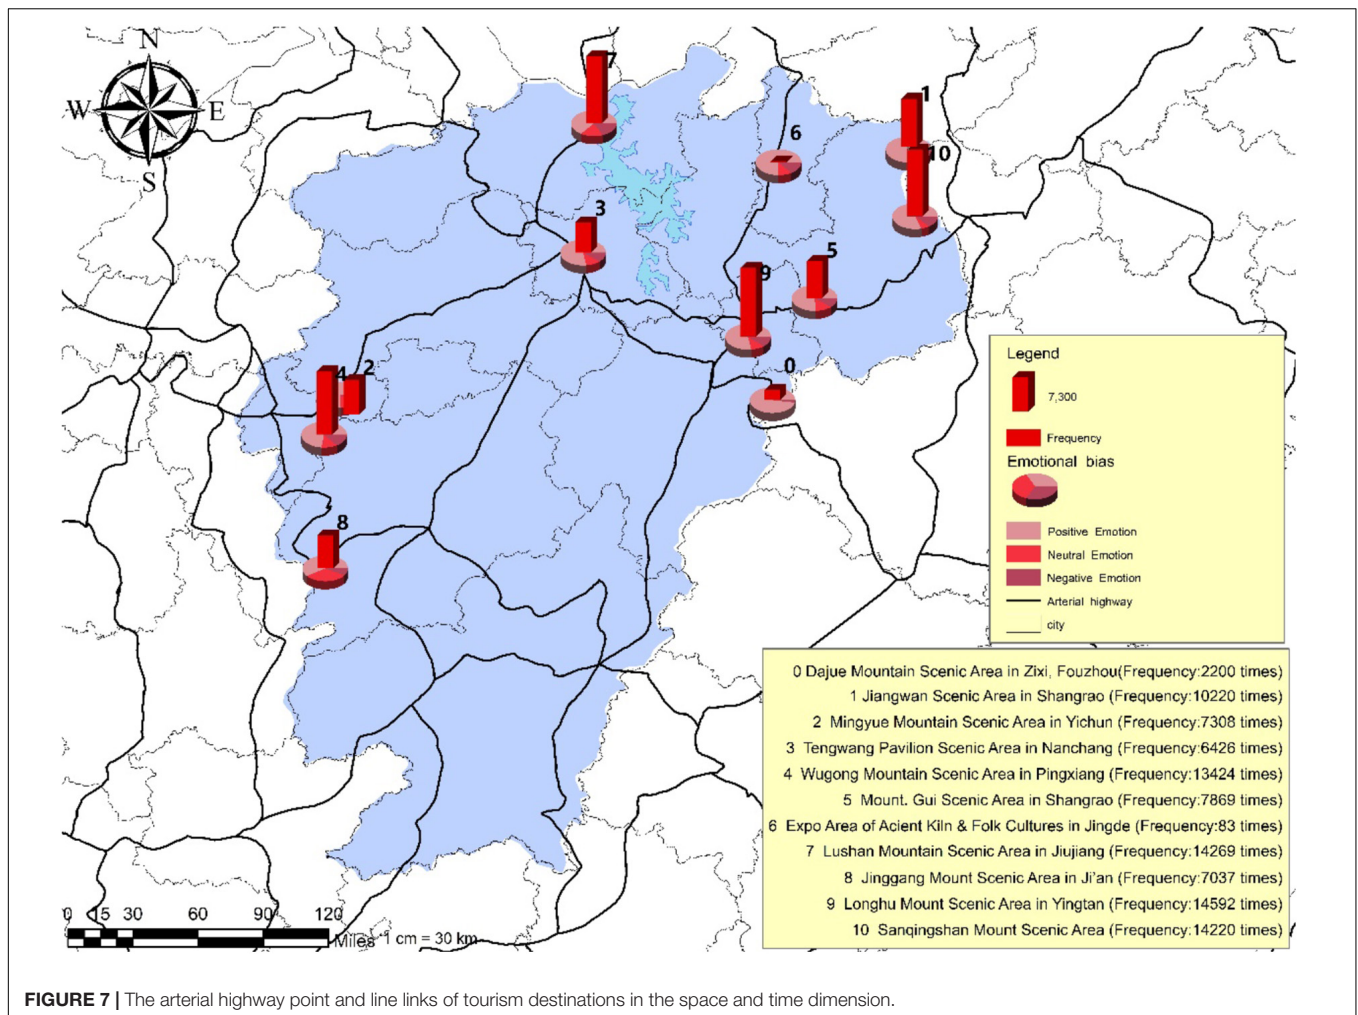 N
W E
S
7
1
6
10
3
5
9
0
4 2
8
Legend
7,300
Frequency
Emotional bias
Positive Emotion
Neutral Emotion
Negative Emotion
Arterial highway
city
0 Dajue Mountain Scenic Area in Zixi, Fouzhou(Frequency:2200 times)
1 Jiangwan Scenic Area in Shangrao (Frequency:10220 times)
2 Mingyue Mountain Scenic Area in Yichun (Frequency:7308 times)
3 Tengwang Pavilion Scenic Area in Nanchang (Frequency:6426 times)
4 Wugong Mountain Scenic Area in Pingxiang (Frequency:13424 times)
5 Mount. Gui Scenic Area in Shangrao (Frequency:7869 times)
6 Expo Area of Acient Kiln & Folk Cultures in Jingde (Frequency:83 times)
7 Lushan Mountain Scenic Area in Jiujiang (Frequency:14269 times)
8 Jinggang Mount Scenic Area in Ji'an (Frequency:7037 times)
9 Longhu Mount Scenic Area in Yingtan (Frequency:14592 times)
10 Sanqingshan Mount Scenic Area (Frequency:14220 times)
0 15 30 60 90 120
Miles 1 cm = 30 km
FIGURE 7 | The arterial highway point and line links of tourism destinations in the space and time dimension.